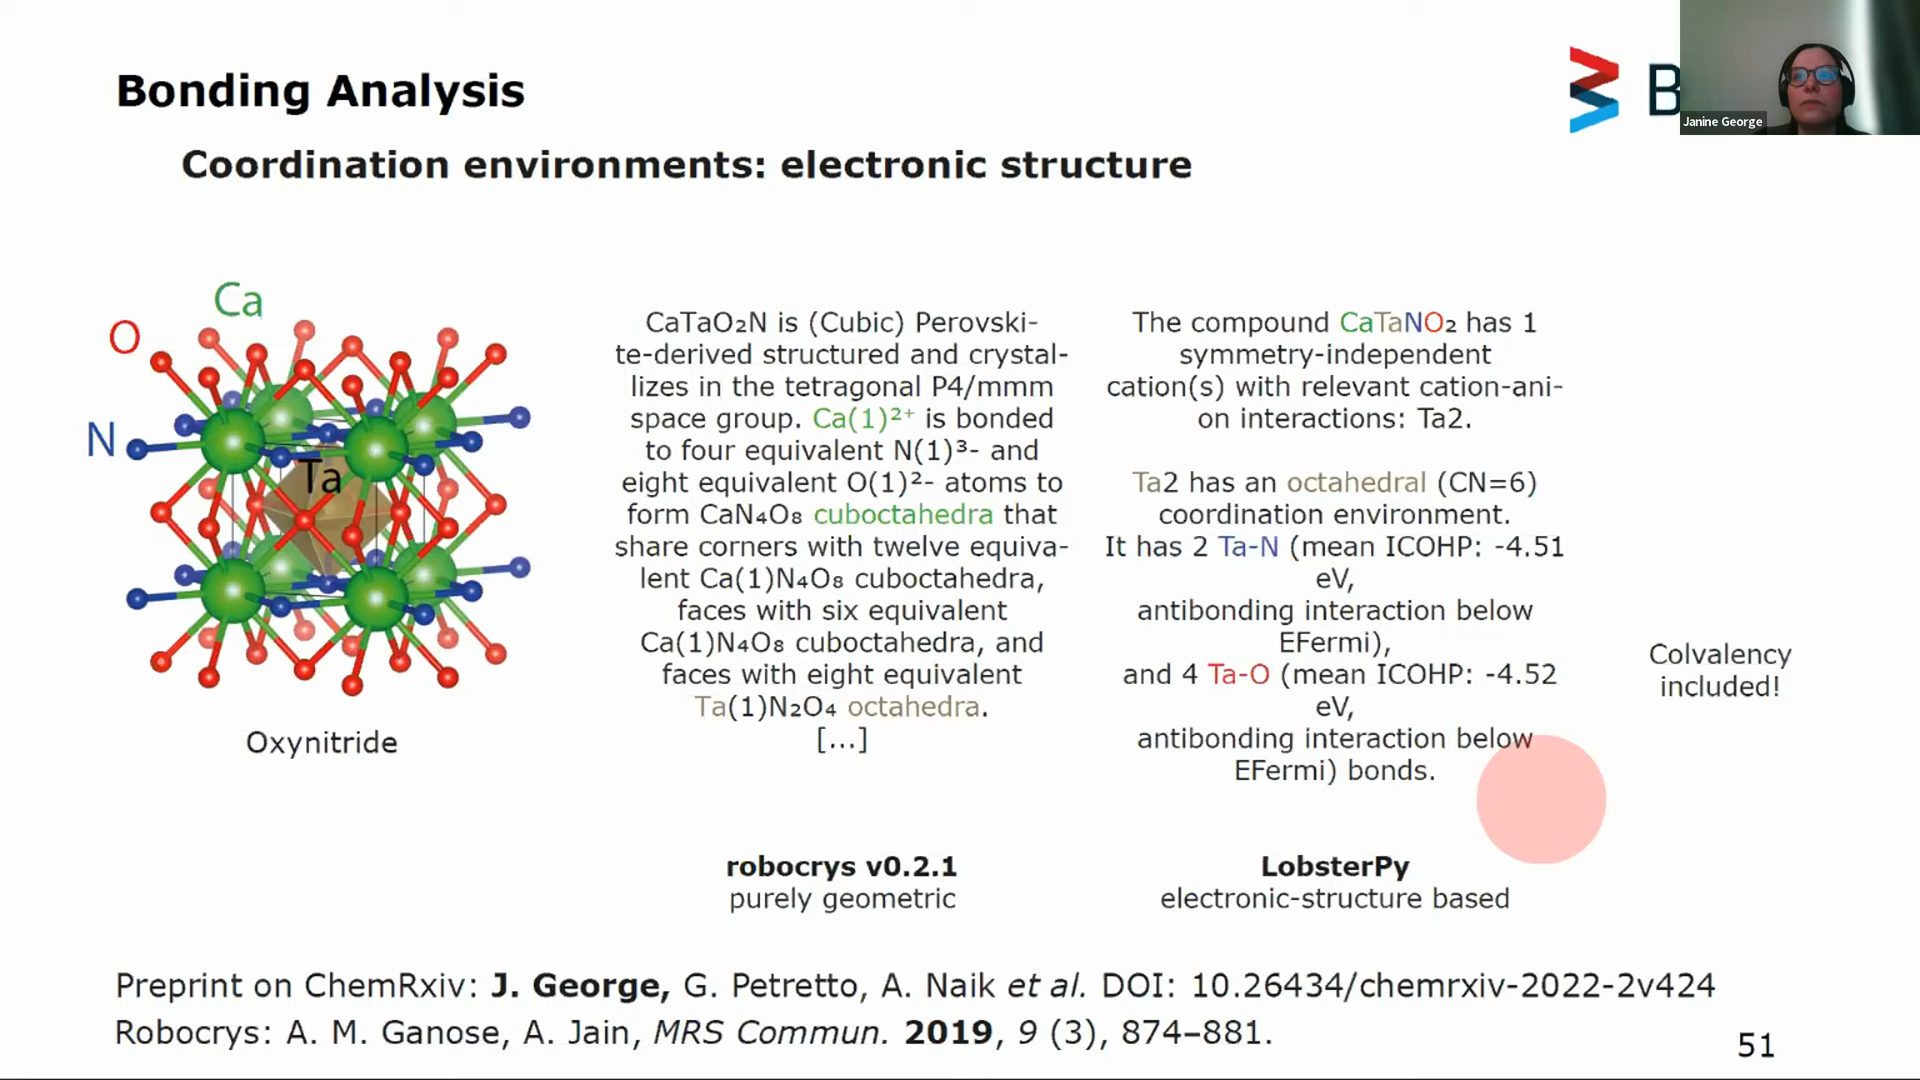 Bonding Analysis
B
Janine George
Coordination environments: electronic structure
Ca
O
N
Ta
Oxynitride
CaTaO₂N is (Cubic) Perovski-
te-derived structured and crystal-
lizes in the tetragonal P4/mmm
space group. Ca(1)²⁺ is bonded
to four equivalent N(1)³- and
eight equivalent O(1)²- atoms to
form CaN₄O₈ cuboctahedra that
share corners with twelve equiva-
lent Ca(1)N₄O₈ cuboctahedra,
faces with six equivalent
Ca(1)N₄O₈ cuboctahedra, and
faces with eight equivalent
Ta(1)N₂O₄ octahedra.
[...]
robocrys v0.2.1
purely geometric
The compound CaTaNO₂ has 1
symmetry-independent
cation(s) with relevant cation-ani-
on interactions: Ta2.
Ta2 has an octahedral (CN=6)
coordination environment.
It has 2 Ta-N (mean ICOHP: -4.51
eV,
antibonding interaction below
EFermi),
and 4 Ta-O (mean ICOHP: -4.52
eV,
antibonding interaction below
EFermi) bonds.
LobsterPy
electronic-structure based
Colvalency
included!
Preprint on ChemRxiv: J. George, G. Petretto, A. Naik et al. DOI: 10.26434/chemrxiv-2022-2v424
Robocrys: A. M. Ganose, A. Jain, MRS Commun. 2019, 9 (3), 874–881.
51